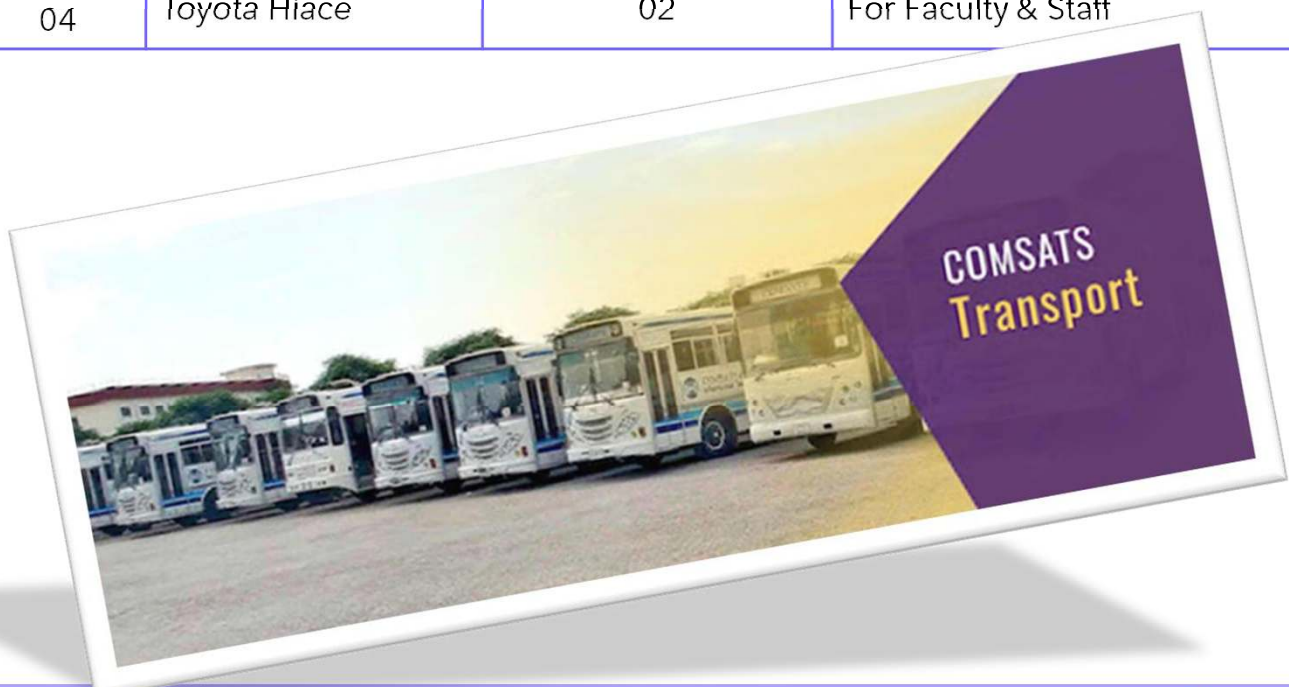 04
Toyota Hiace
02
For Faculty & Staff
COMSATS
Transport